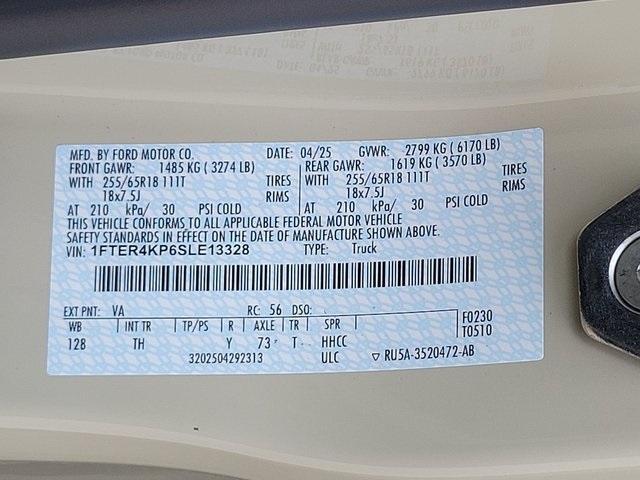 MFD. BY FORD MOTOR CO. DATE: 04/25 GVWR: 2799 KG ( 6170 LB)
FRONT GAWR: 1485 KG ( 3274 LB) REAR GAWR: 1619 KG ( 3570 LB)
WITH 255/65R18 111T TIRES WITH 255/65R18 111T TIRES
18x7.5J RIMS 18x7.5J RIMS
AT 210 kPa/ 30 PSI COLD AT 210 kPa/ 30 PSI COLD
THIS VEHICLE CONFORMS TO ALL APPLICABLE FEDERAL MOTOR VEHICLE
SAFETY STANDARDS IN EFFECT ON THE DATE OF MANUFACTURE SHOWN ABOVE.
VIN: 1FTER4KP6SLE13328 TYPE: Truck
EXT PNT: VA RC: 56 DSO: F0230
WB INT TR TP/PS R AXLE TR SPR T0510
128 TH Y 73 T HHCC
3202504292313 ULC ▽ RU5A-3520472-AB